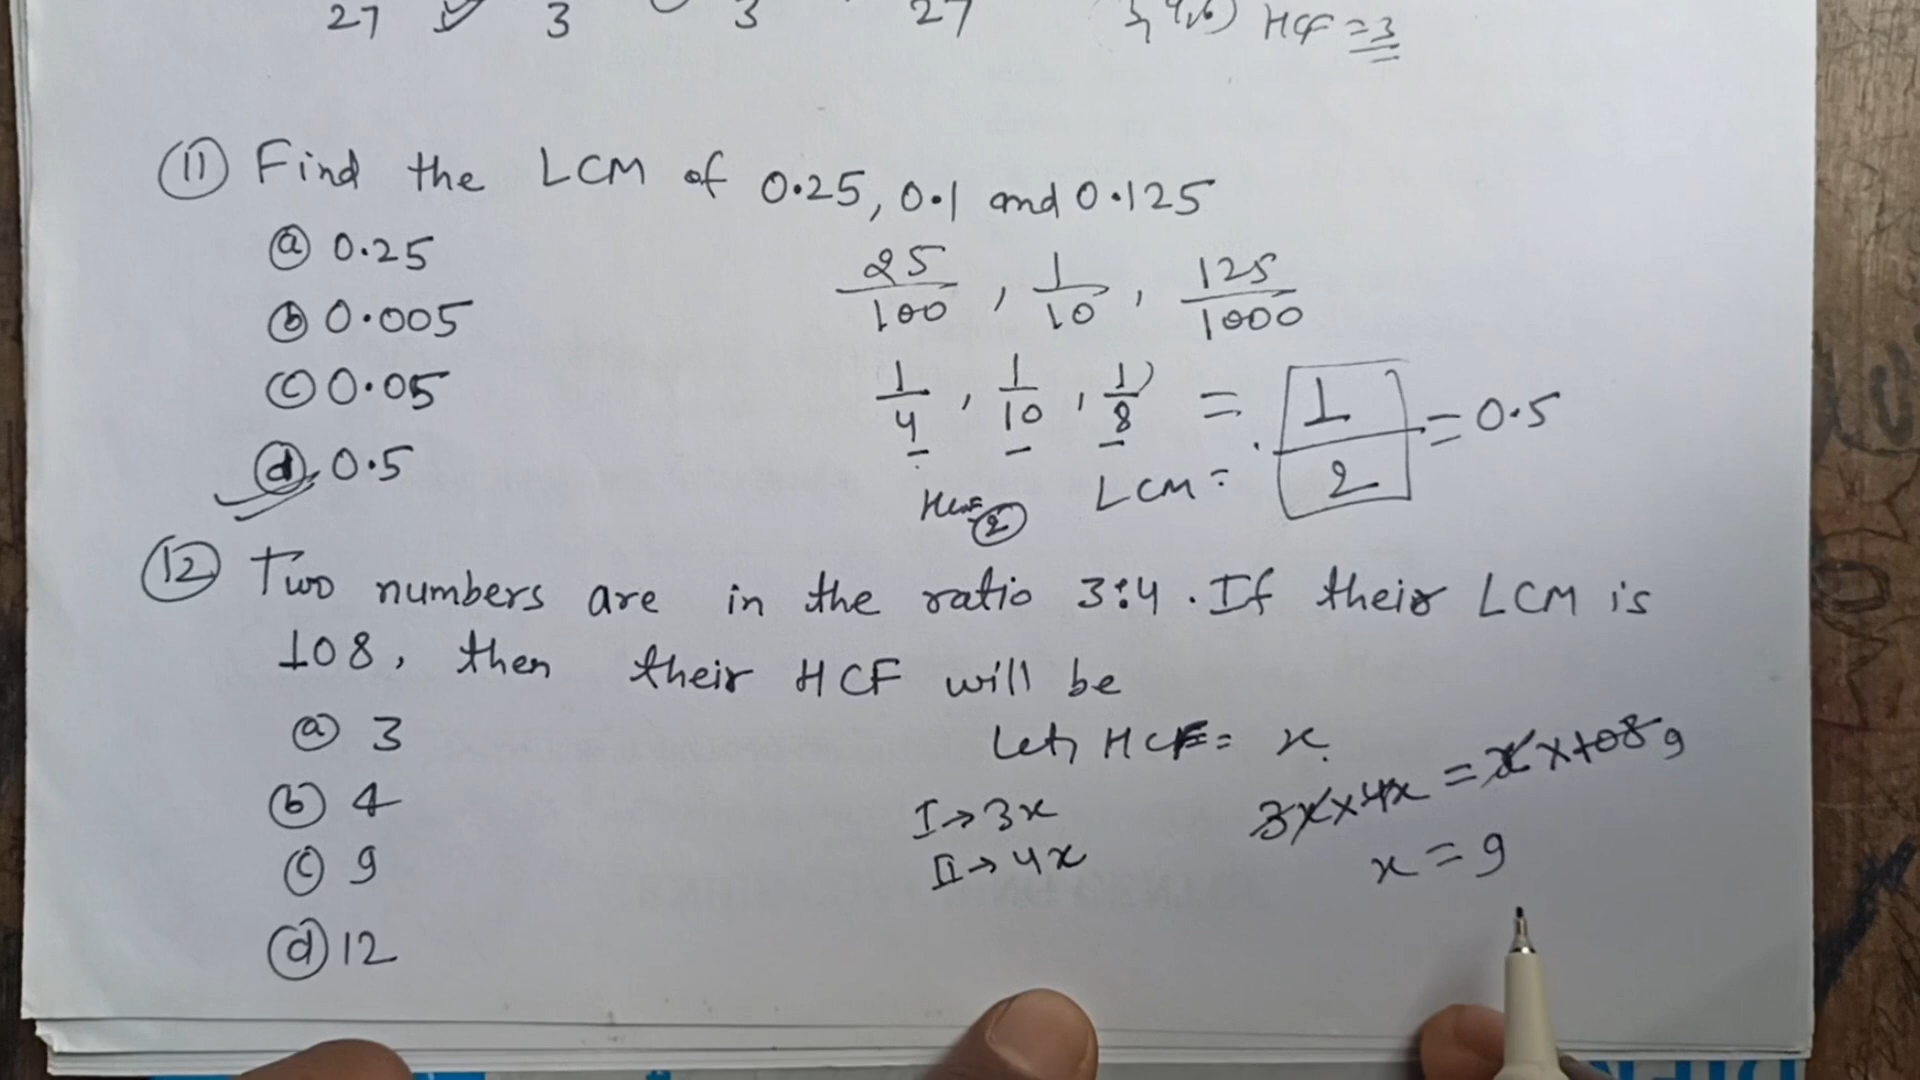 27 3 3 27 HCF = 3
(11) Find the LCM of 0.25, 0.1 and 0.125
(a) 0.25
(b) 0.005
(c) 0.05
(d) 0.5
25/100 , 1/10 , 125/1000
1/4 , 1/10 , 1/8 = 1/2 = 0.5
2 LCM =
(12) Two numbers are in the ratio 3:4. If their LCM is
108, then their HCF will be
(a) 3
(b) 4
(c) 9
(d) 12
Let, HCF = x.
I → 3x
II → 4x
3x × 4x = x × 108 9
x = 9